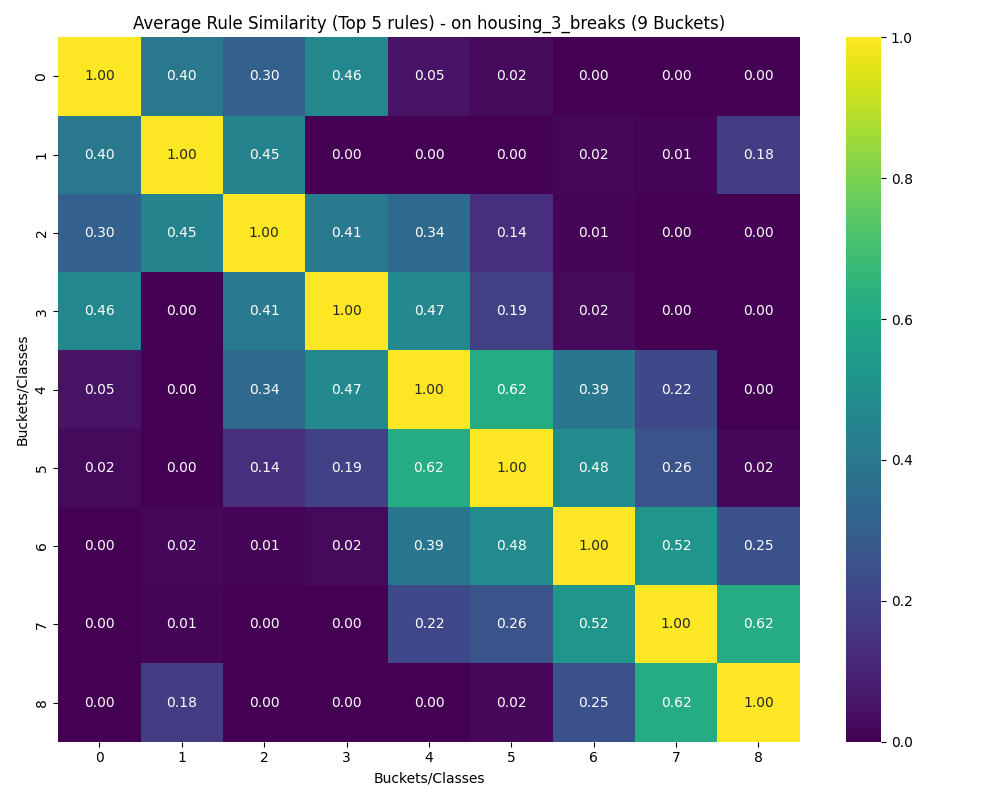 Average Rule Similarity (Top 5 rules) - on housing_3_breaks (9 Buckets)
0 1.00 0.40 0.30 0.46 0.05 0.02 0.00 0.00 0.00
1 0.40 1.00 0.45 0.00 0.00 0.00 0.02 0.01 0.18
2 0.30 0.45 1.00 0.41 0.34 0.14 0.01 0.00 0.00
3 0.46 0.00 0.41 1.00 0.47 0.19 0.02 0.00 0.00
4 0.05 0.00 0.34 0.47 1.00 0.62 0.39 0.22 0.00
5 0.02 0.00 0.14 0.19 0.62 1.00 0.48 0.26 0.02
6 0.00 0.02 0.01 0.02 0.39 0.48 1.00 0.52 0.25
7 0.00 0.01 0.00 0.00 0.22 0.26 0.52 1.00 0.62
8 0.00 0.18 0.00 0.00 0.00 0.02 0.25 0.62 1.00
0 1 2 3 4 5 6 7 8
Buckets/Classes
Buckets/Classes
1.0
0.8
0.6
0.4
0.2
0.0